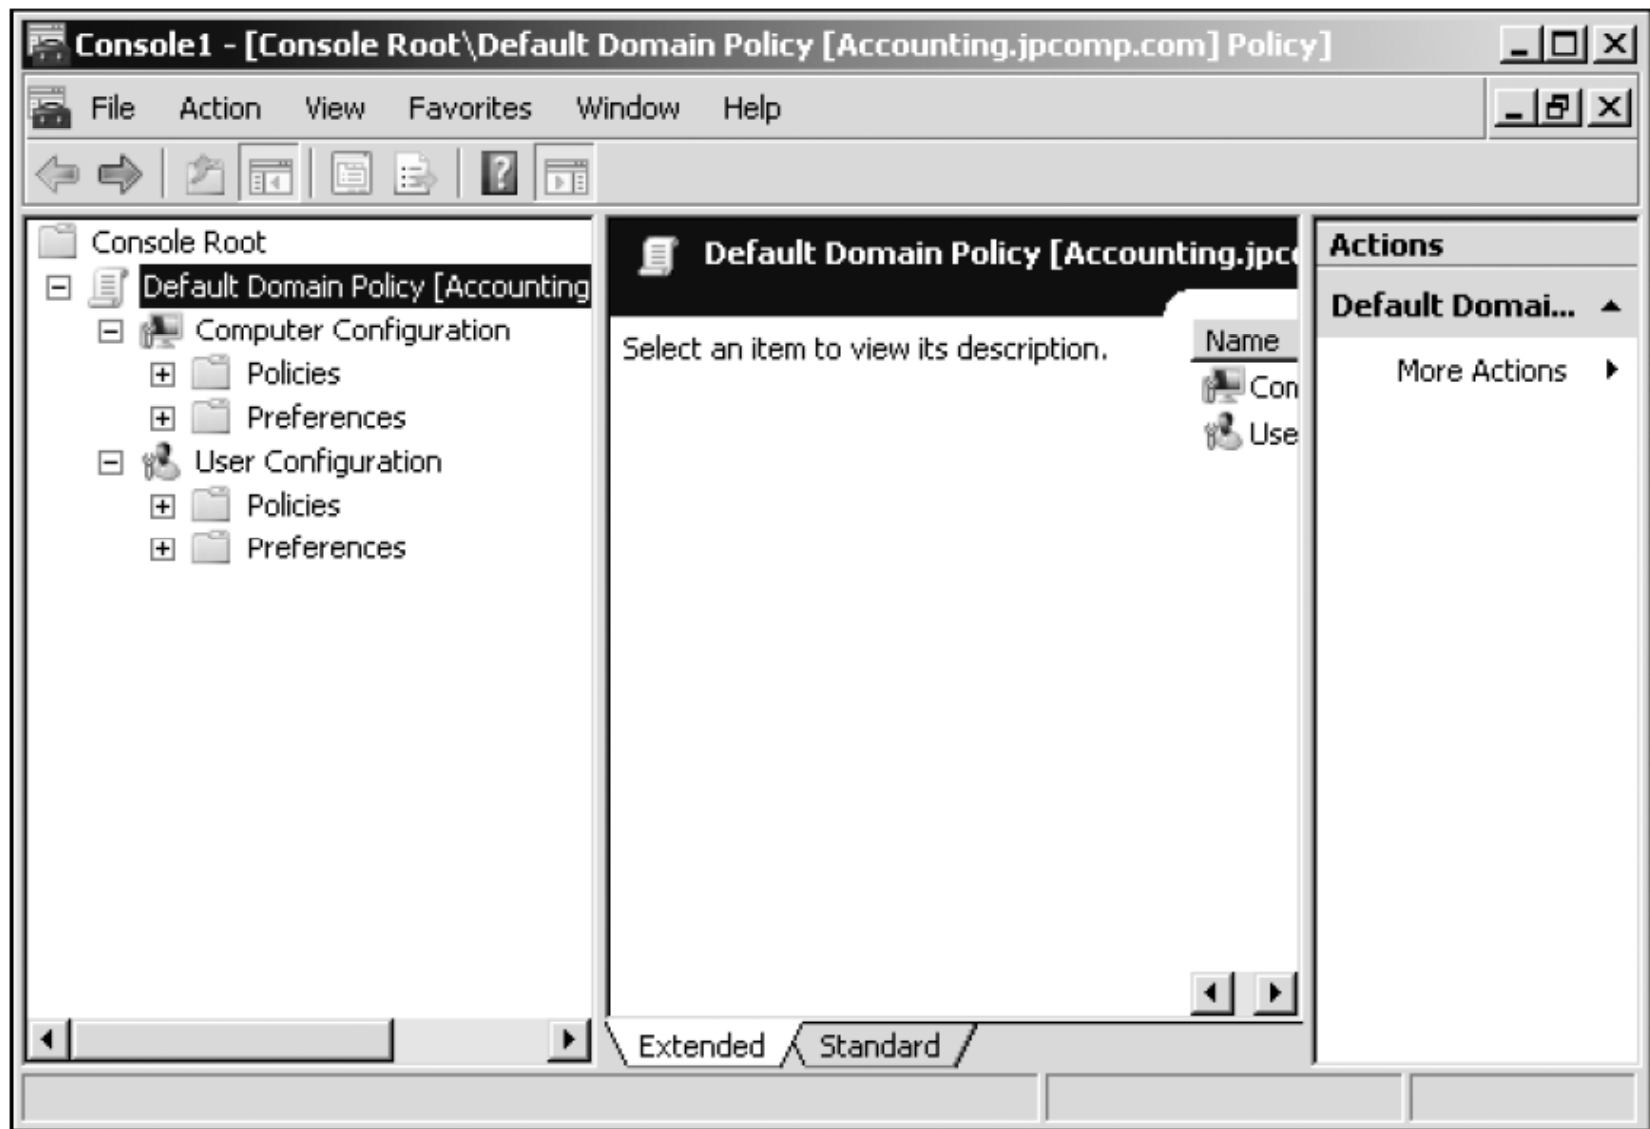 Console1 - [Console Root\Default Domain Policy [Accounting.jpcomp.com] Policy]
File Action View Favorites Window Help
Console Root
Default Domain Policy [Accounting
Computer Configuration
Policies
Preferences
User Configuration
Policies
Preferences
Default Domain Policy [Accounting.jpc
Select an item to view its description.
Name
Con
Use
Extended
Standard
Actions
Default Domai...
More Actions